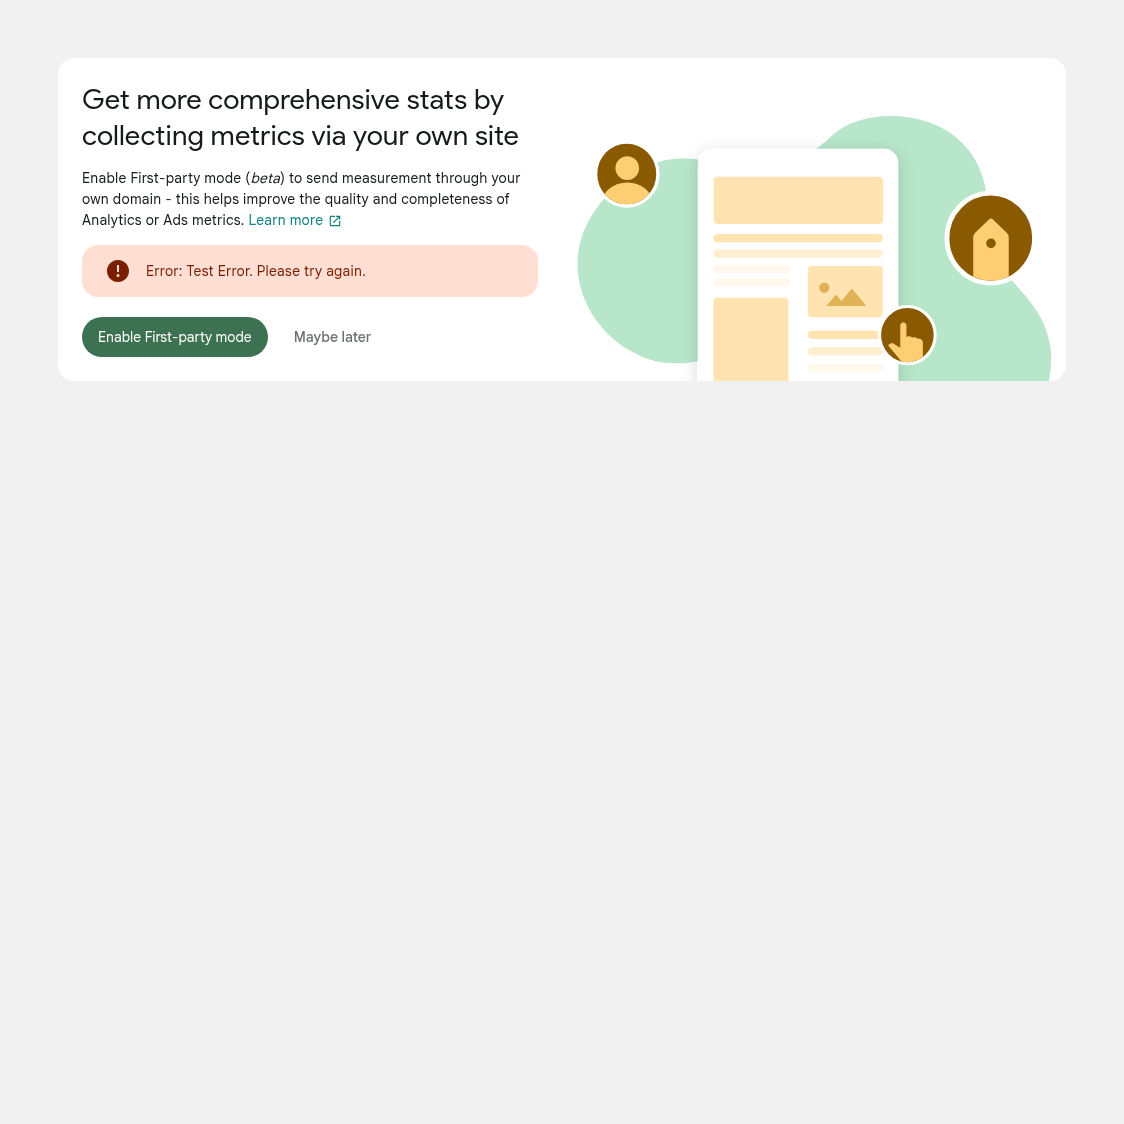 Get more comprehensive stats by
collecting metrics via your own site
Enable First-party mode (beta) to send measurement through your
own domain - this helps improve the quality and completeness of
Analytics or Ads metrics. Learn more
Error: Test Error. Please try again.
Enable First-party mode
Maybe later